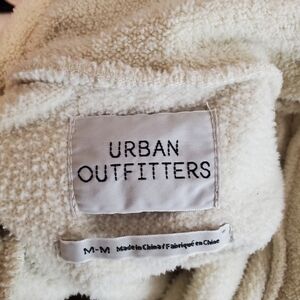 URBAN
OUTFITTERS
M-M Made in China / Fabriqué en Chine